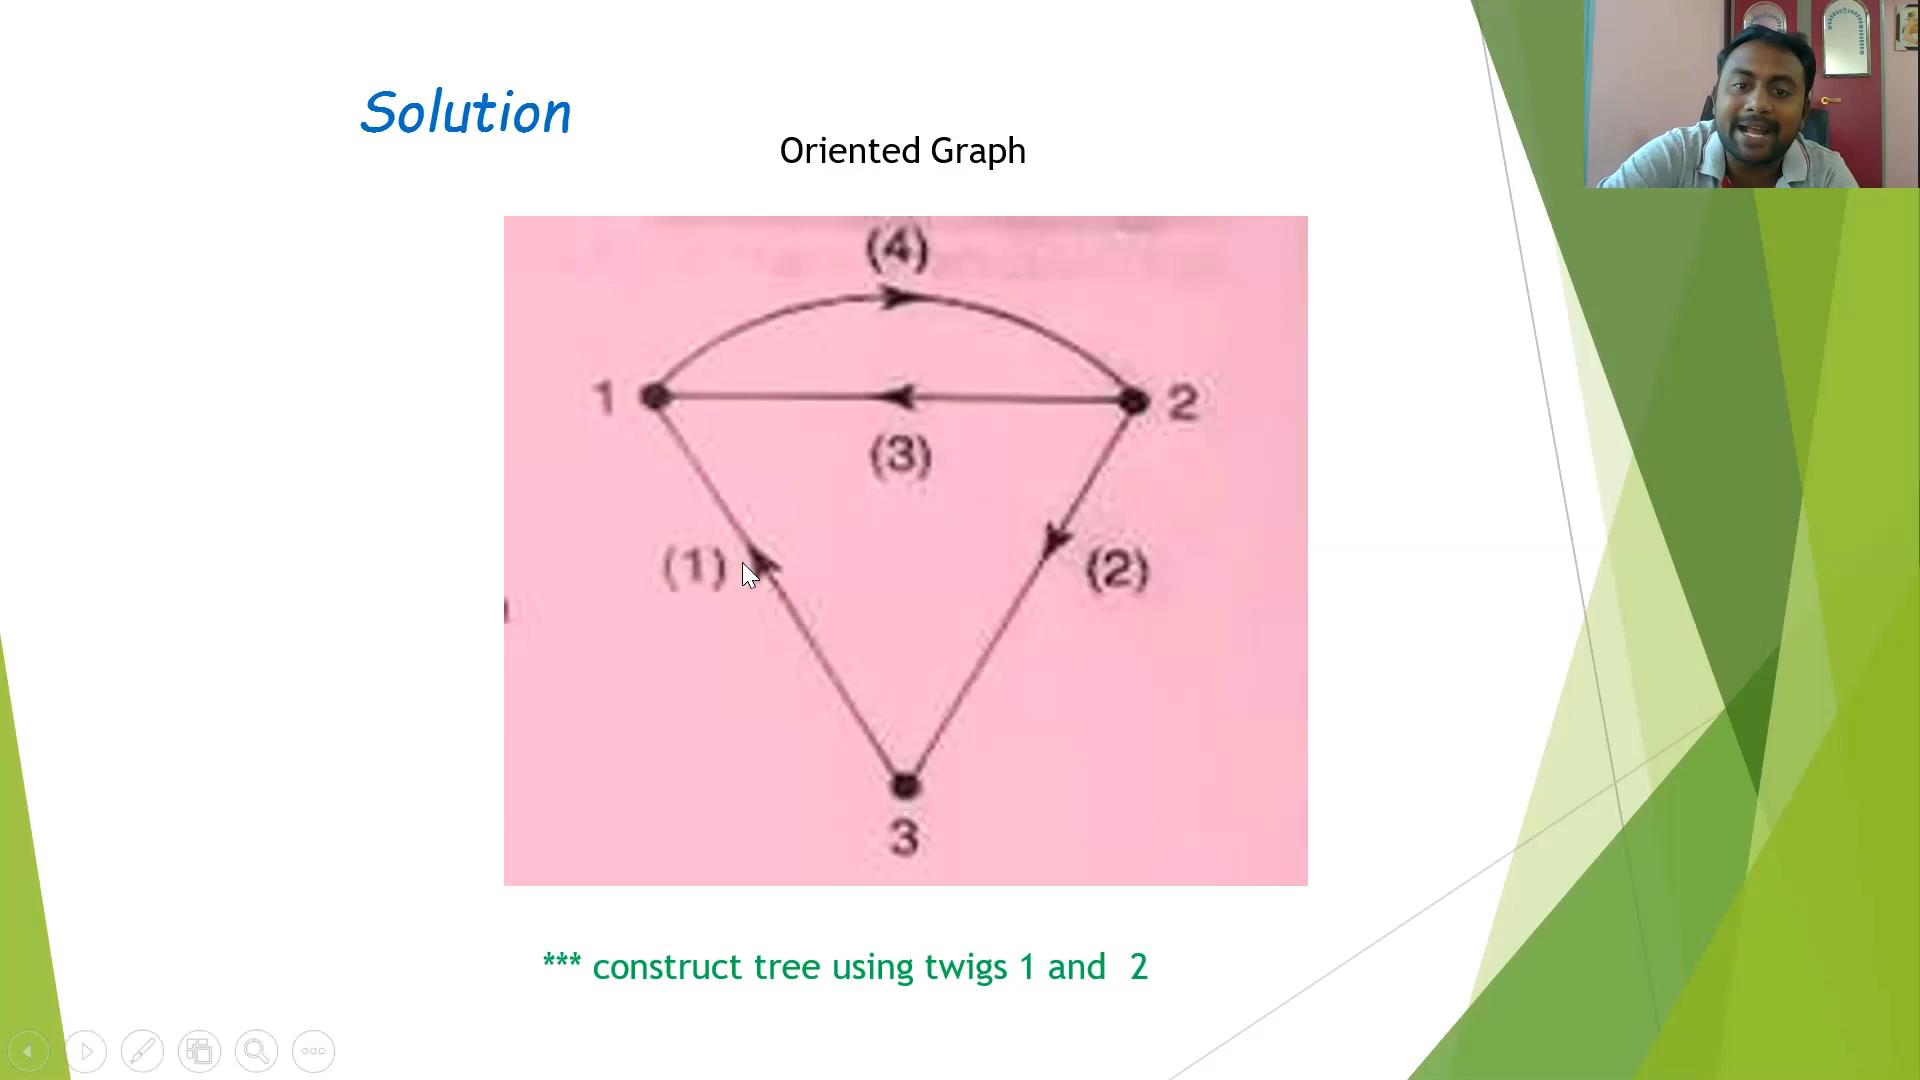 Solution
Oriented Graph
(4)
1
2
(3)
(1)
(2)
3
*** construct tree using twigs 1 and 2